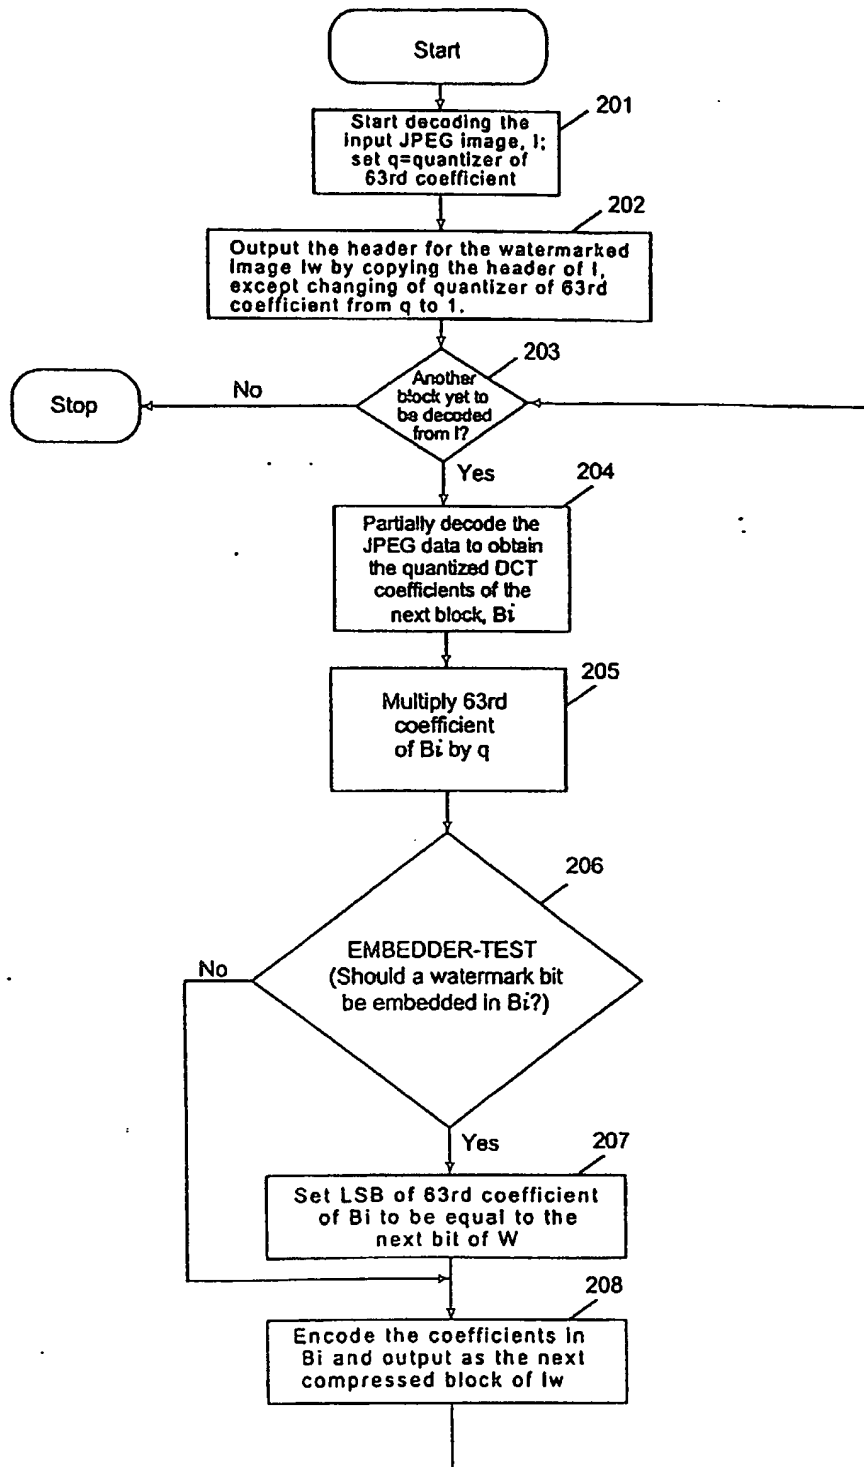 Start
201
Start decoding the
input JPEG image, I;
set q=quantizer of
63rd coefficient
202
Output the header for the watermarked
Image Iw by copying the header of I,
except changing of quantizer of 63rd
coefficient from q to 1.
203
Another
block yet to
be decoded
from I?
No
Stop
Yes
204
Partially decode the
JPEG data to obtain
the quantized DCT
coefficients of the
next block, Bi
205
Multiply 63rd
coefficient
of Bi by q
206
EMBEDDER-TEST
(Should a watermark bit
be embedded in Bi?)
No
Yes
207
Set LSB of 63rd coefficient
of Bi to be equal to the
next bit of W
208
Encode the coefficients in
Bi and output as the next
compressed block of Iw